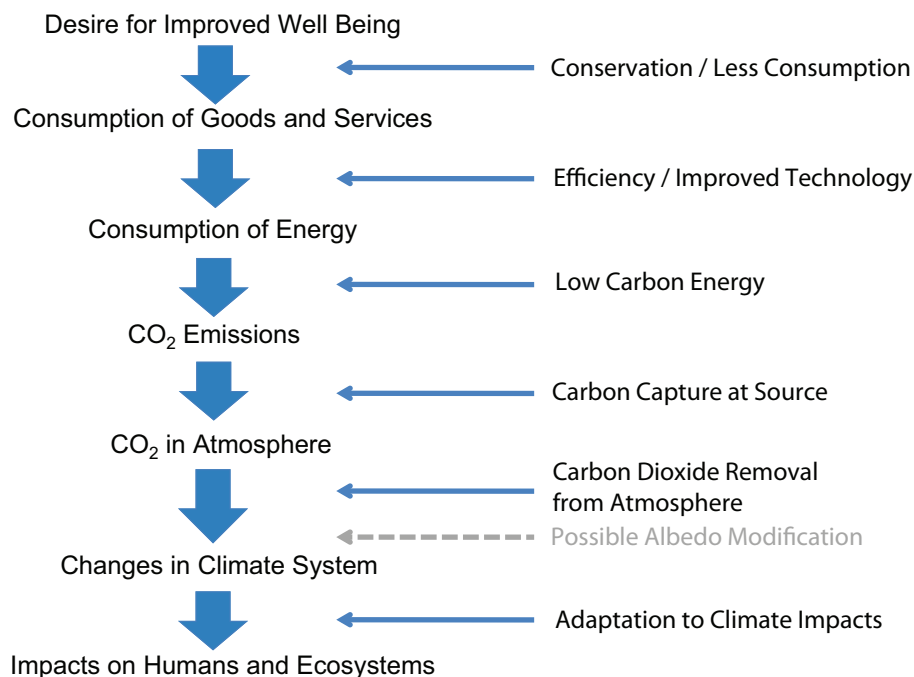 Desire for Improved Well Being
Conservation / Less Consumption
Consumption of Goods and Services
Efficiency / Improved Technology
Consumption of Energy
Low Carbon Energy
CO₂ Emissions
Carbon Capture at Source
CO₂ in Atmosphere
Carbon Dioxide Removal
from Atmosphere
Possible Albedo Modification
Changes in Climate System
Adaptation to Climate Impacts
Impacts on Humans and Ecosystems